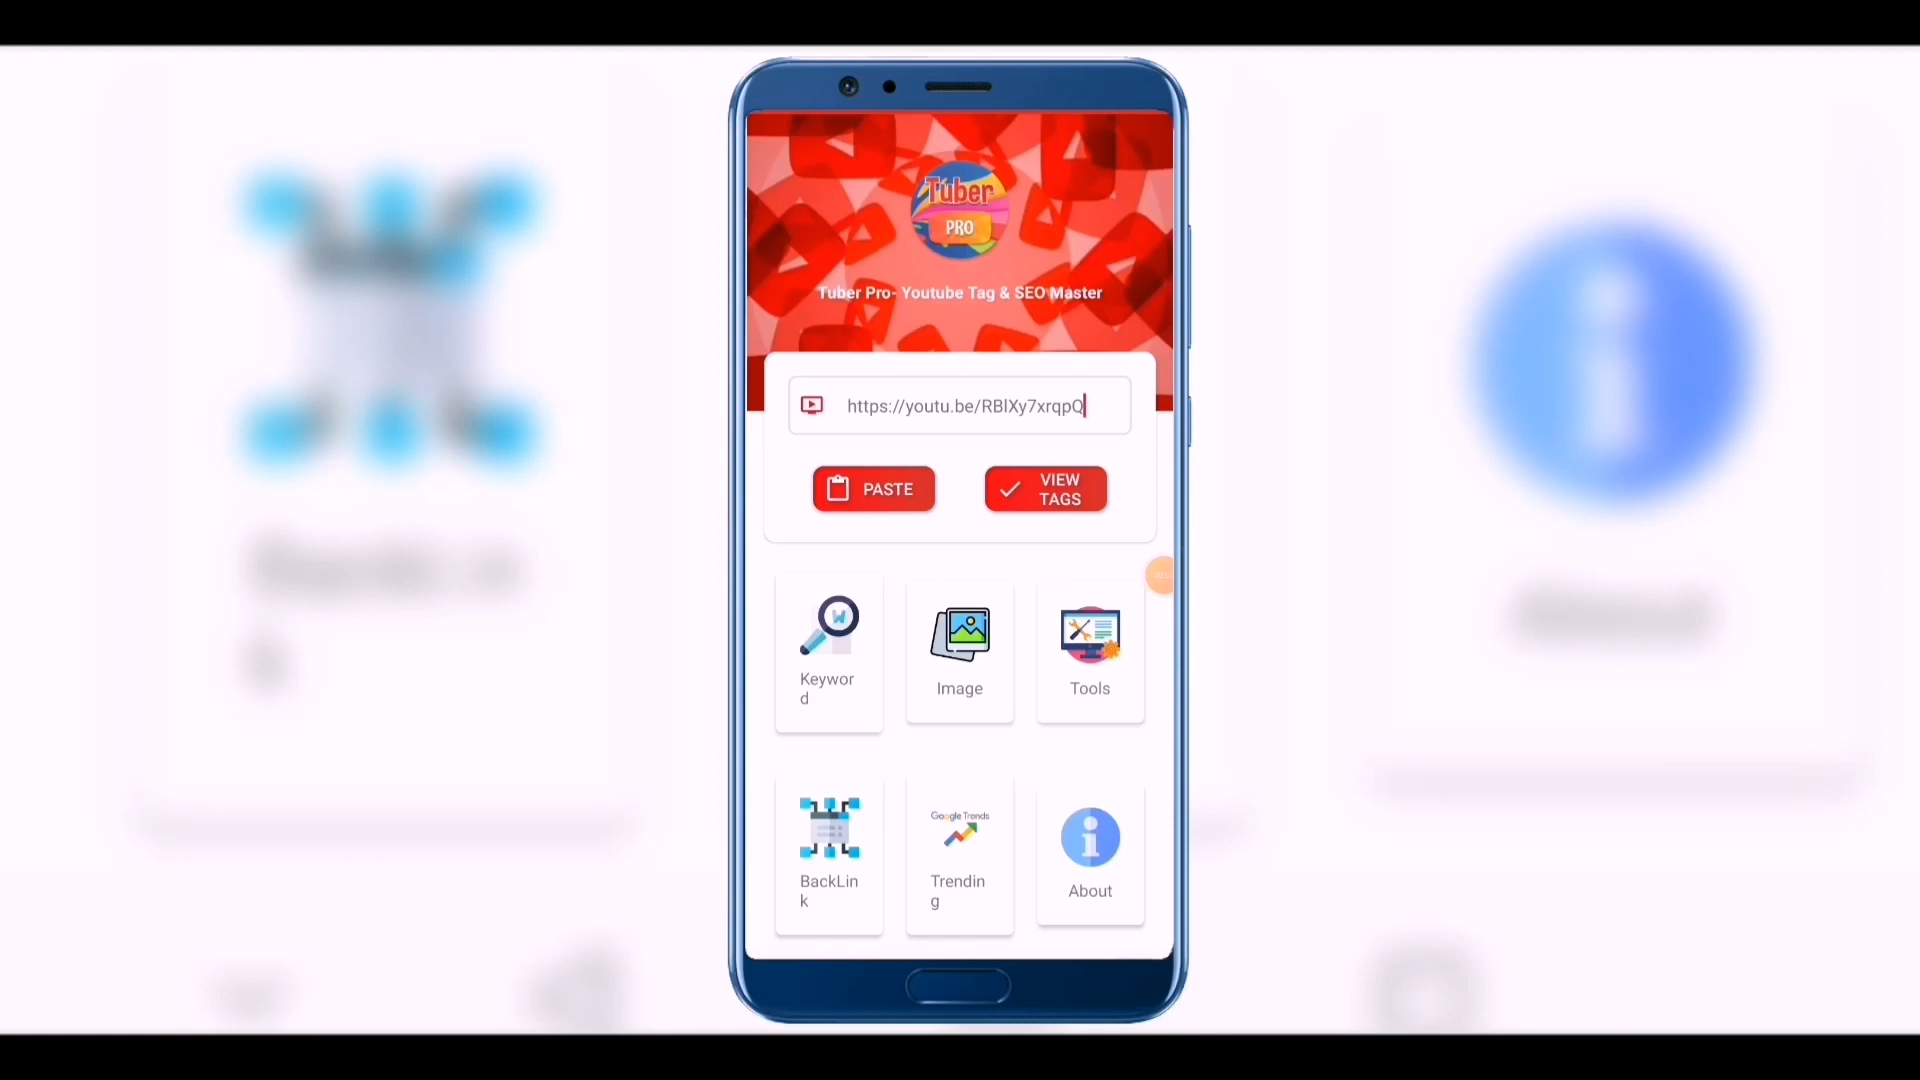 Tuber
PRO
Tuber Pro- Youtube Tag & SEO Master
https://youtu.be/RBlXy7xrqpQ
PASTE
VIEW
TAGS
W
Keywor
d
Image
Tools
BackLin
k
Google Trends
Trendin
g
About